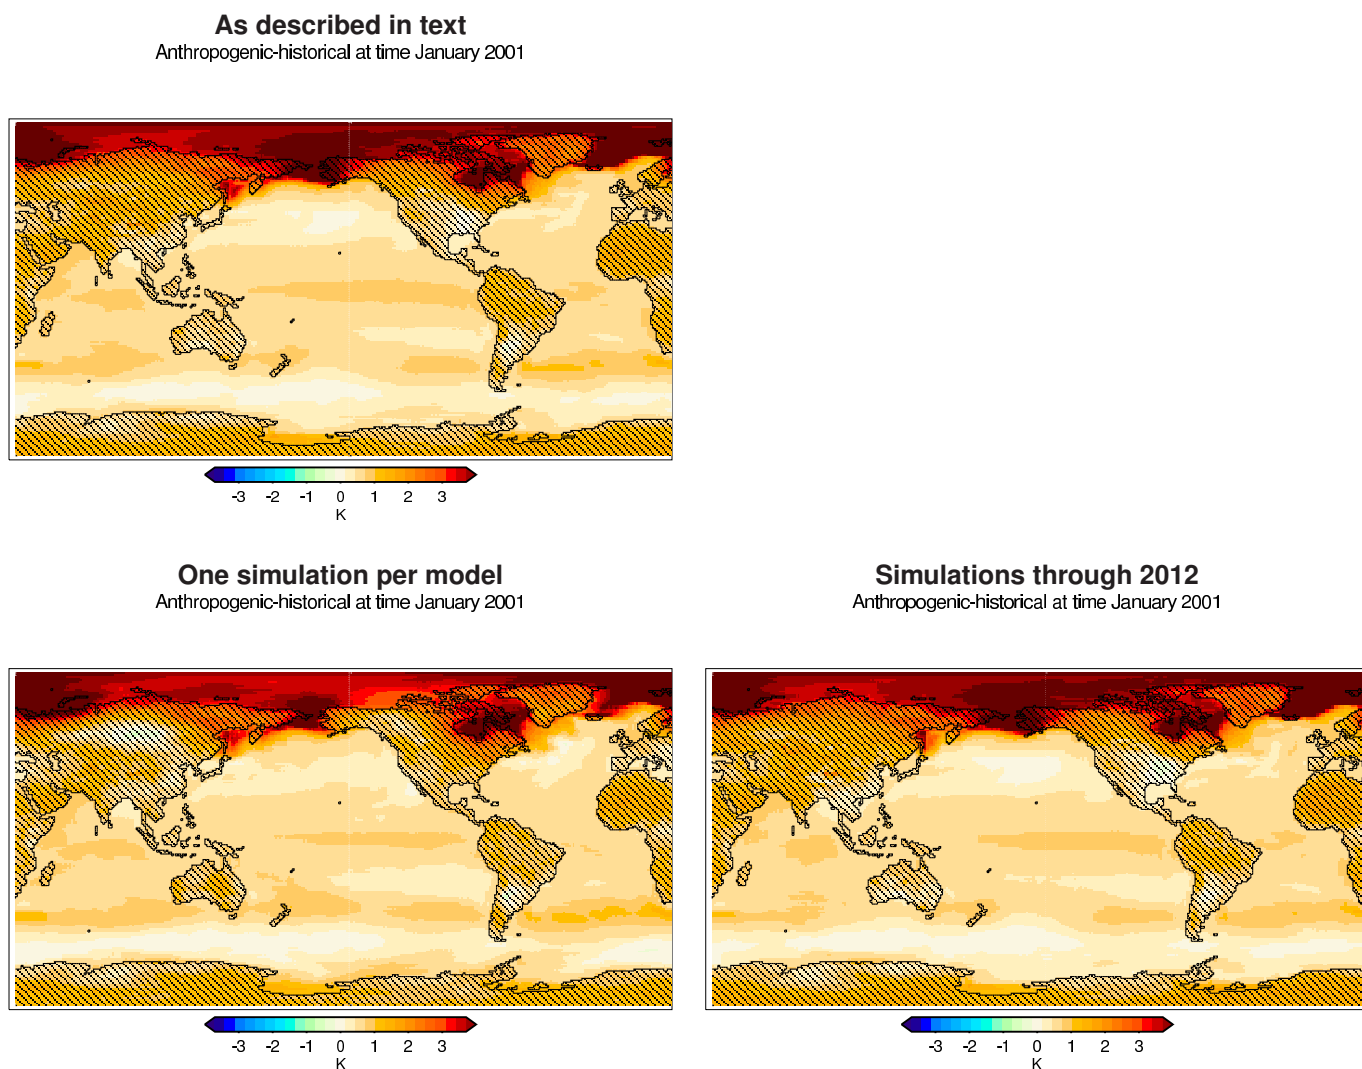 As described in text
Anthropogenic-historical at time January 2001
-3 -2 -1 0 1 2 3
K
One simulation per model
Anthropogenic-historical at time January 2001
-3 -2 -1 0 1 2 3
K
Simulations through 2012
Anthropogenic-historical at time January 2001
-3 -2 -1 0 1 2 3
K